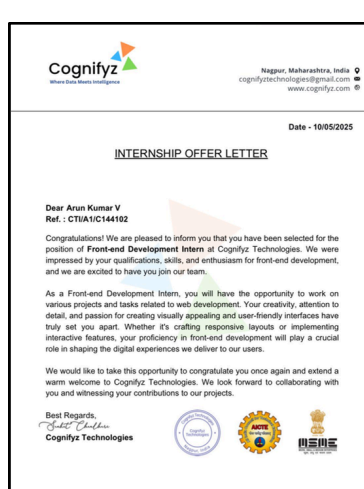 Cognifyz
Where Data Meets Intelligence
Nagpur, Maharashtra, India
cognifyztechnologies@gmail.com
www.cognifyz.com
Date - 10/05/2025
INTERNSHIP OFFER LETTER
Dear Arun Kumar V
Ref. : CTI/A1/C144102
Congratulations! We are pleased to inform you that you have been selected for the
position of Front-end Development Intern at Cognifyz Technologies. We were
impressed by your qualifications, skills, and enthusiasm for front-end development,
and we are excited to have you join our team.
As a Front-end Development Intern, you will have the opportunity to work on
various projects and tasks related to web development. Your creativity, attention to
detail, and passion for creating visually appealing and user-friendly interfaces have
truly set you apart. Whether it's crafting responsive layouts or implementing
interactive features, your proficiency in front-end development will play a crucial
role in shaping the digital experiences we deliver to our users.
We would like to take this opportunity to congratulate you once again and extend a
warm welcome to Cognifyz Technologies. We look forward to collaborating with
you and witnessing your contributions to our projects.
Best Regards,
Cognifyz Technologies
Cognifyz
Technologies
AICTE
MSME